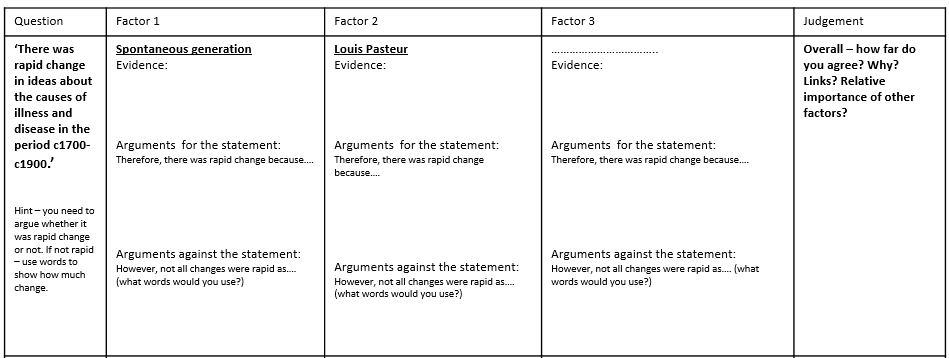 Question
Factor 1
Factor 2
Factor 3
Judgement
‘There was
rapid change
in ideas about
the causes of
illness and
disease in the
period c1700-
c1900.’
Hint – you need to
argue whether it
was rapid change
or not. If not rapid
– use words to
show how much
change.
Spontaneous generation
Evidence:
Arguments for the statement:
Therefore, there was rapid change because....
Arguments against the statement:
However, not all changes were rapid as....
(what words would you use?)
Louis Pasteur
Evidence:
Arguments for the statement:
Therefore, there was rapid change
because....
Arguments against the statement:
However, not all changes were rapid as....
(what words would you use?)
....................................
Evidence:
Arguments for the statement:
Therefore, there was rapid change because....
Arguments against the statement:
However, not all changes were rapid as.... (what
words would you use?)
Overall – how far do
you agree? Why?
Links? Relative
importance of other
factors?